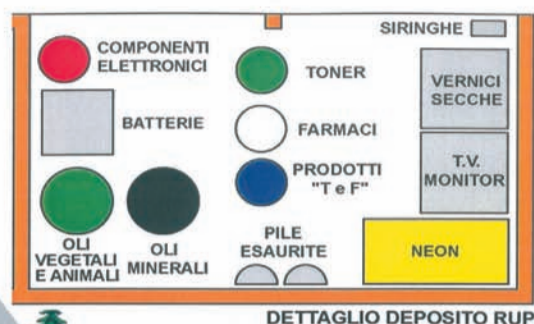 SIRINGHE
COMPONENTI
ELETTRONICI
TONER
VERNICI
SECCHE
BATTERIE
FARMACI
T.V.
MONITOR
PRODOTTI
"T e F"
OLI
VEGETALI
E ANIMALI
OLI
MINERALI
PILE
ESAURITE
NEON
DETTAGLIO DEPOSITO RUP